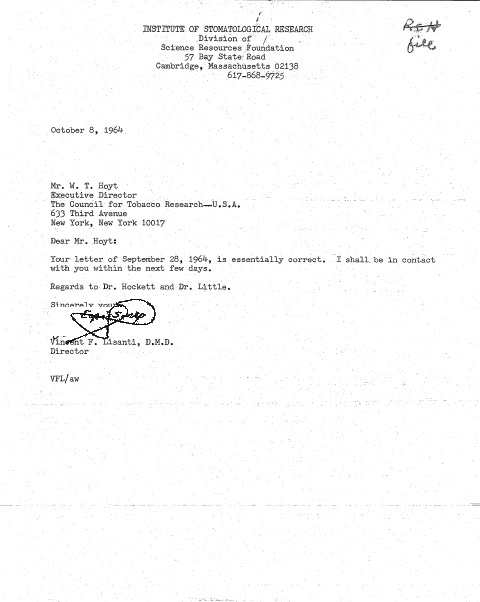 INSTITUTE OF STOMATOLOGICAL RESEARCH
Division of
Science Resources Foundation
57 Bay State Road
Cambridge, Massachusetts 02138
617-868-9725
file
October 8, 1964
Mr. W. T. Hoyt
Executive Director
The Council for Tobacco Research—U.S.A.
633 Third Avenue
New York, New York 10017
Dear Mr. Hoyt:
Your letter of September 28, 1964, is essentially correct. I shall be in contact
with you within the next few days.
Regards to Dr. Hockett and Dr. Little.
Sincerely yours,
Vincent F. Lisanti, D.M.D.
Director
VFL/aw